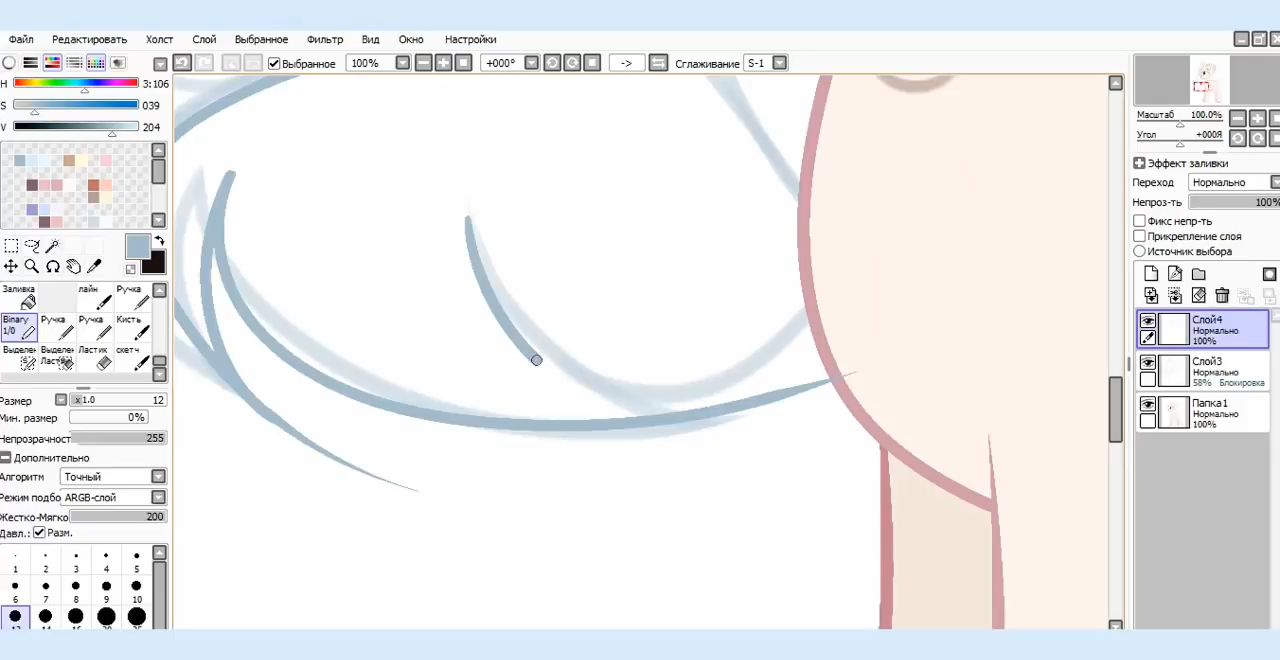 Файл Редактировать Холст Слой Выбранное Фильтр Вид Окно Настройки
Выбранное 100% +000° -> Сглаживание S-1
H 3:106
S 039
V 204
Заливка лайн Ручка
Binary 1/0 Ручка Ручка Кисть
Выделен Выделен Ластик Ластик скетч
Размер x1.0 12
Мин. размер 0%
Непрозрачност 255
Дополнительно
Алгоритм Точный
Режим подбо ARGB-слой
Жестко-Мягко 200
Давл.: Разм.
1 2 3 4 5
6 7 8 9 10
Масштаб 100.0%
Угол +000Я
Эффект заливки
Переход Нормально
Непроз-ть 100%
Фикс непр-ть
Прикрепление слоя
Источник выбора
Слой4
Нормально
100%
Слой3
Нормально
58% Блокировка
Папка1
Нормально
100%